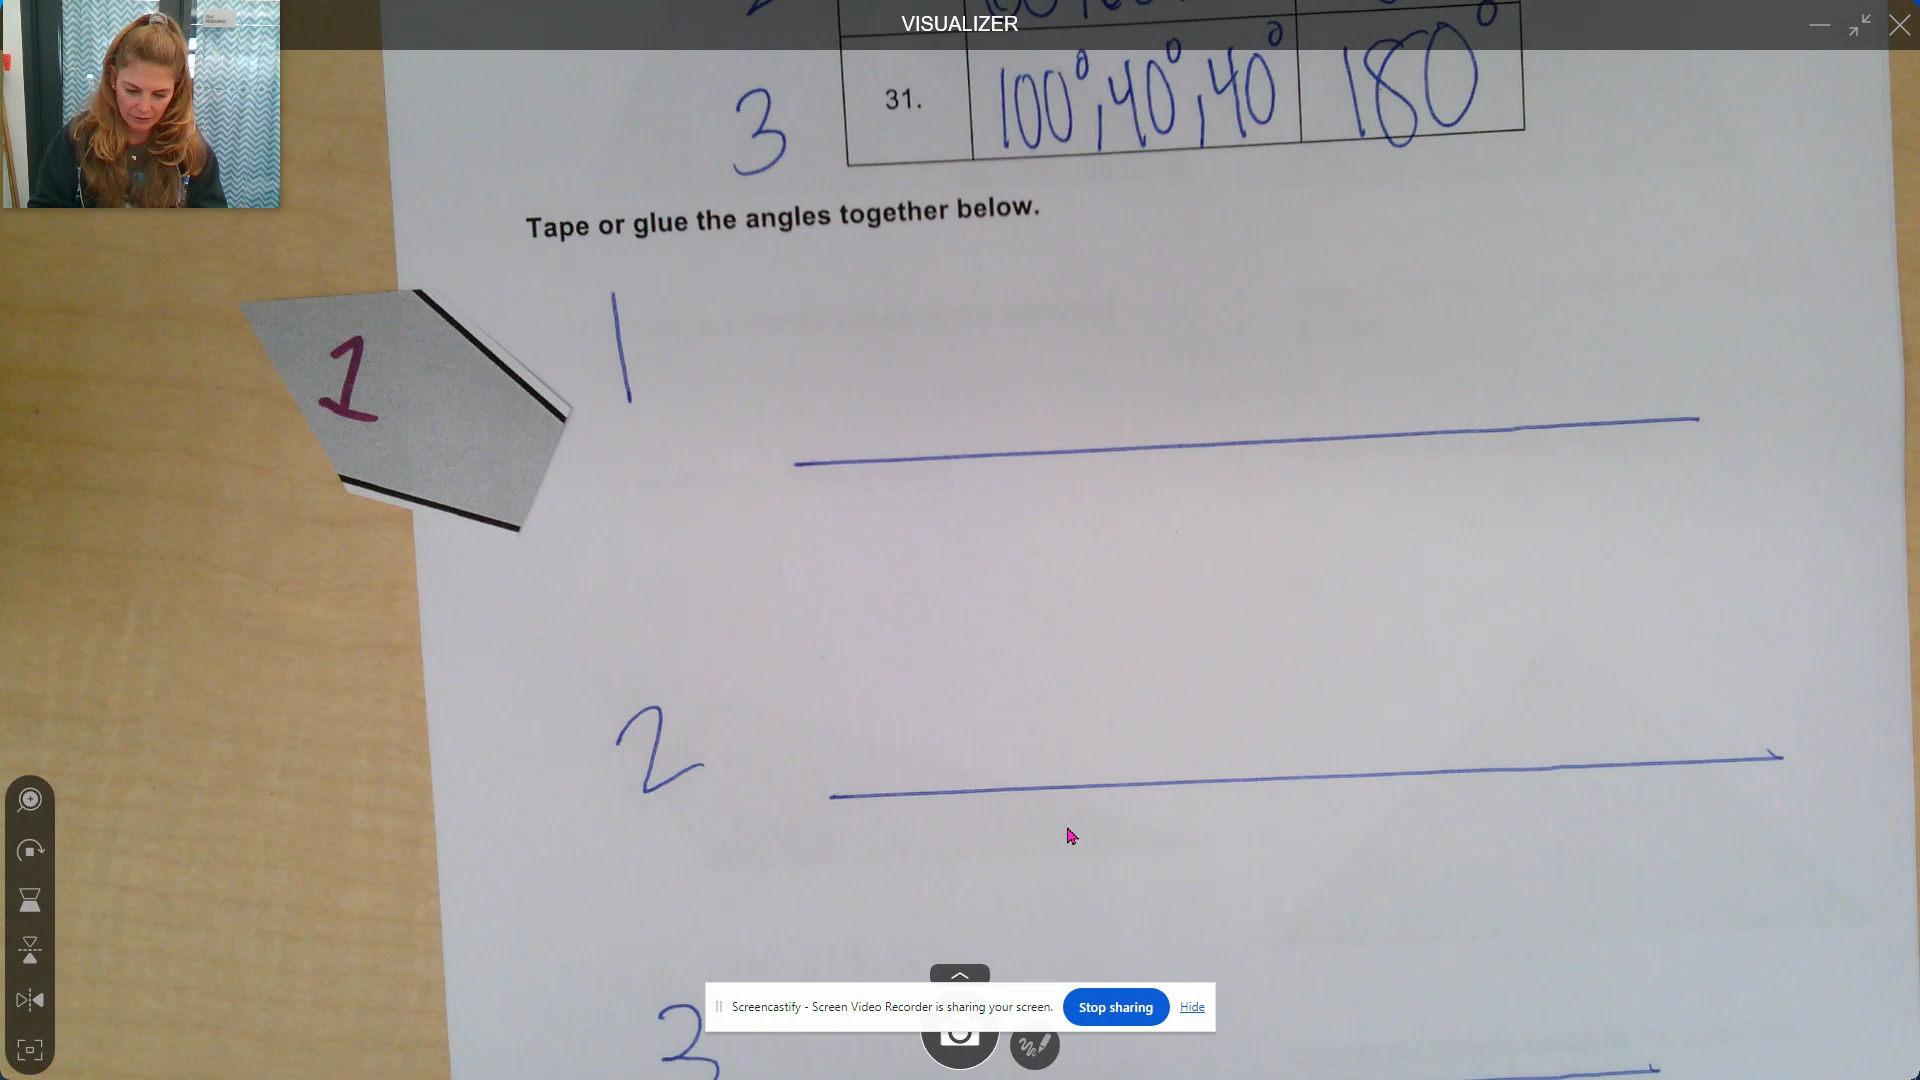 VISUALIZER
3
31.
100°, 40°, 40°
180°
Tape or glue the angles together below.
1
1
2
Screencastify - Screen Video Recorder is sharing your screen.
Stop sharing
Hide
3